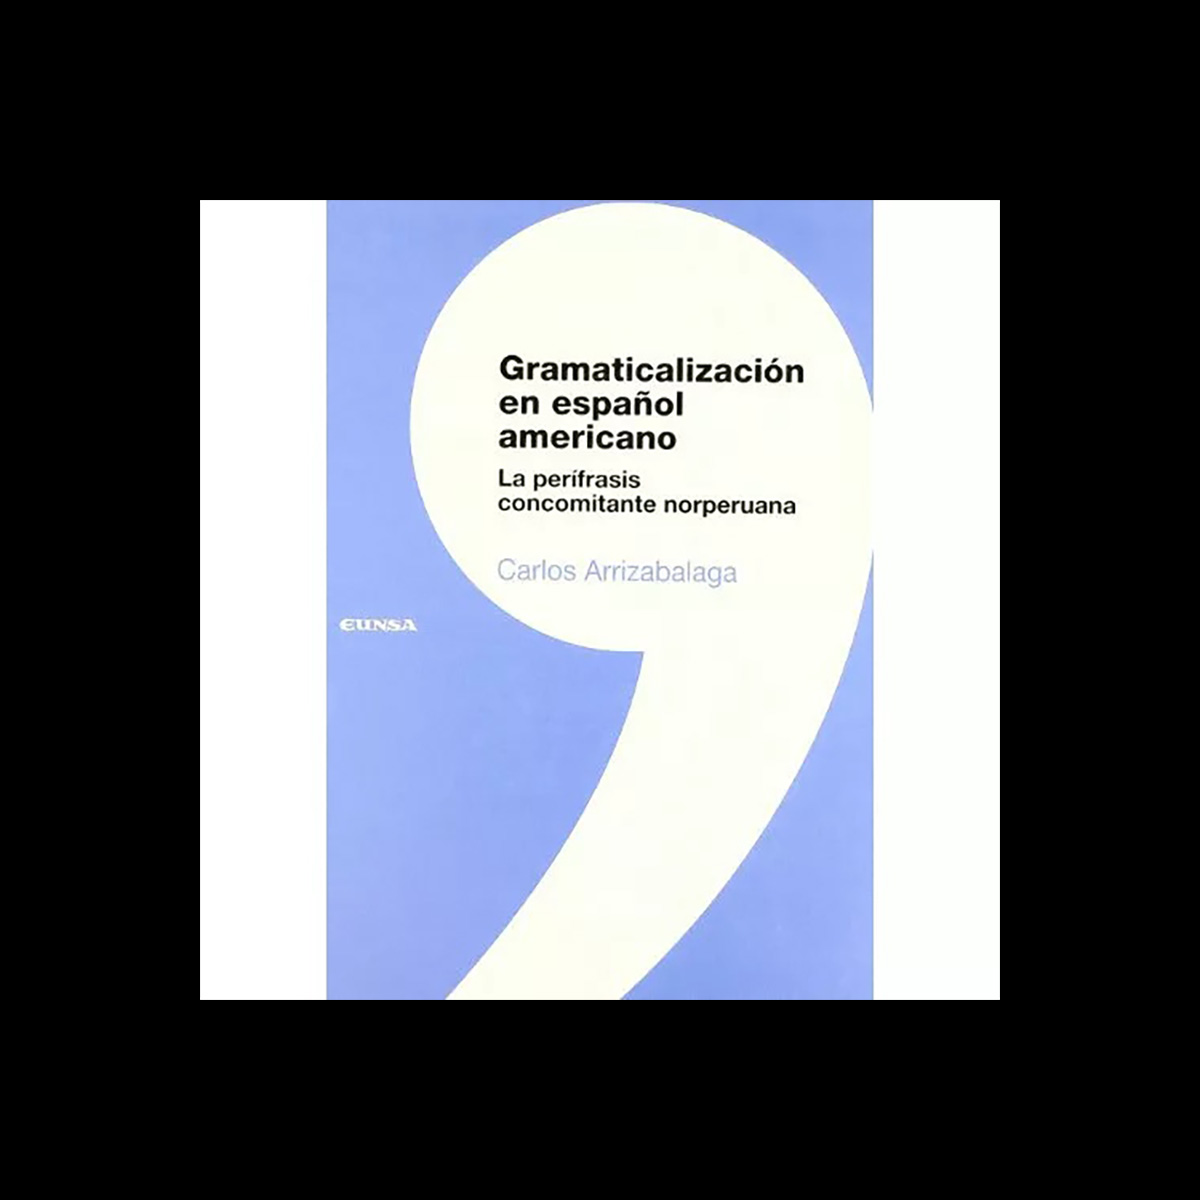 Gramaticalización
en español
americano
La perífrasis
concomitante norperuana
Carlos Arrizabalaga
EUNSA